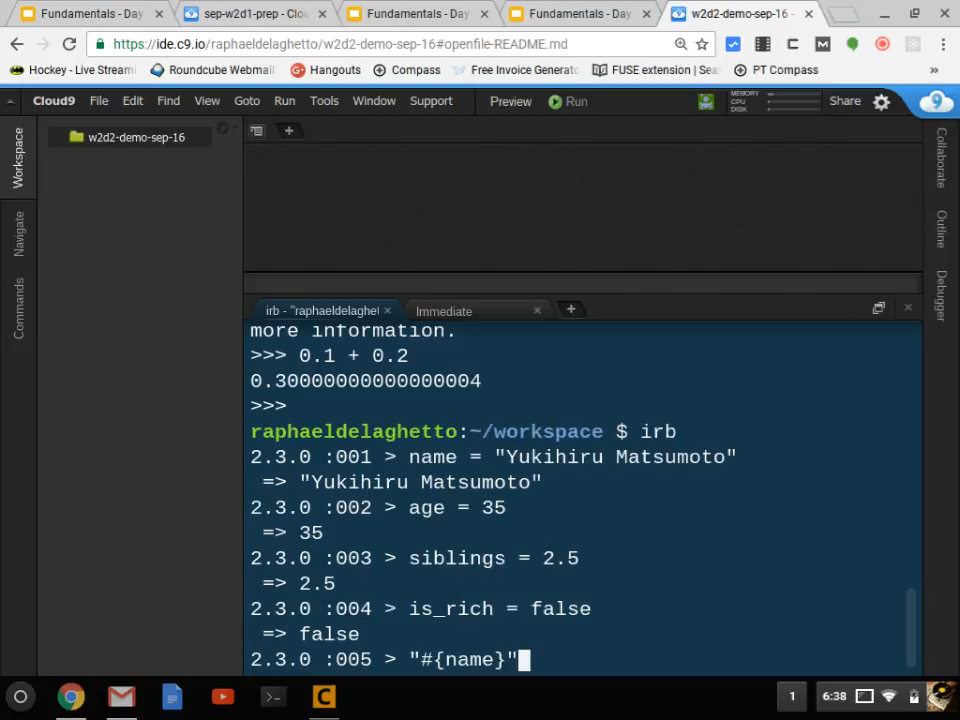 Fundamentals - Day
sep-w2d1-prep - Clou
Fundamentals - Day
Fundamentals - Day
w2d2-demo-sep-16 -
https://ide.c9.io/raphaeldelaghetto/w2d2-demo-sep-16#openfile-README.md
Hockey - Live Stream
Roundcube Webmail
Hangouts
Compass
Free Invoice Generato
FUSE extension | Sea
PT Compass
»
Cloud9 File Edit Find View Goto Run Tools Window Support Preview Run
MEMORY
CPU
DISK
Share
9
Workspace
Navigate
Commands
w2d2-demo-sep-16
Collaborate
Outline
Debugger
irb - "raphaeldelaghet
Immediate
more information.
>>> 0.1 + 0.2
0.30000000000000004
>>>
raphaeldelaghetto:~/workspace $ irb
2.3.0 :001 > name = "Yukihiru Matsumoto"
=> "Yukihiru Matsumoto"
2.3.0 :002 > age = 35
=> 35
2.3.0 :003 > siblings = 2.5
=> 2.5
2.3.0 :004 > is_rich = false
=> false
2.3.0 :005 > "#{name}"
1
6:38